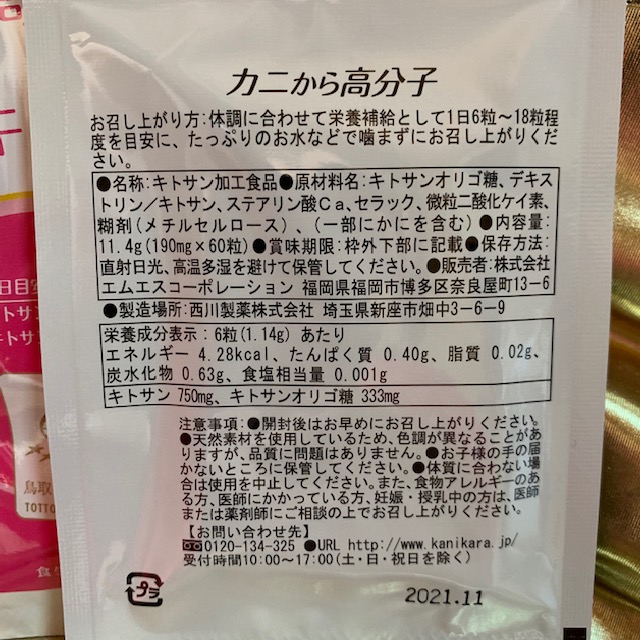 カニから高分子
お召し上がり方：体調に合わせて栄養補給として1日6粒～18粒程
度を目安に、たっぷりのお水などで噛まずにお召し上がりくだ
さい。
●名称：キトサン加工食品●原材料名：キトサンオリゴ糖、デキス
トリン／キトサン、ステアリン酸Ｃa、セラック、微粒二酸化ケイ素、
糊剤（メチルセルロース）、（一部にかにを含む）●内容量：
11.4g(190mg×60粒)●賞味期限：枠外下部に記載●保存方法：
直射日光、高温多湿を避けて保管してください。●販売者：株式会社
エムエスコーポレーション 福岡県福岡市博多区奈良屋町13－6
●製造場所：西川製薬株式会社 埼玉県新座市畑中3－6－9
栄養成分表示：6粒(1.14g) あたり
エネルギー 4.28kcal、たんぱく質 0.40g、脂質 0.02g、
炭水化物 0.63g、食塩相当量 0.001g
キトサン 750mg、キトサンオリゴ糖 333mg
注意事項：●開封後はお早めにお召し上がりください。
●天然素材を使用しているため、色調が異なることがあ
りますが、品質に問題はありません。●お子様の手の届
かないところに保管してください。●体質に合わない場
合は使用を中止してください。また、食物アレルギーのあ
る方、医師にかかっている方、妊娠・授乳中の方は、医師
または薬剤師にご相談の上でお召し上がりください。
【お問い合わせ先】
0120-134-325 ●URL http://www.kanikara.jp/
受付時間10:00～17:00(土・日・祝日を除く)
プラ
2021.11
日目安
トサン
キトサ
鳥取
TOTTO